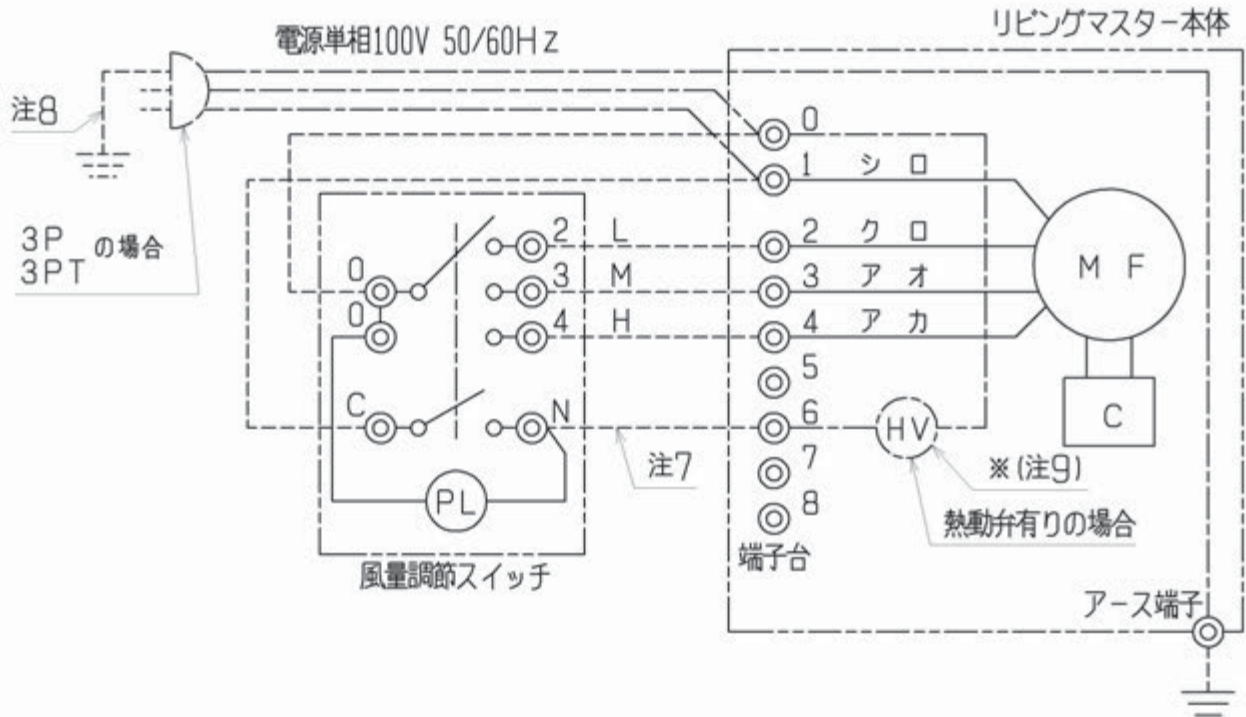 リビングマスター本体
電源単相100V 50/60Hz
注8
3P
3PT
の場合
0
1 シロ
2 L
2 クロ
0
3 M
3 アオ
0
4 H
4 アカ
MF
5
C
C
N
6
HV
注7
7
※(注9)
PL
8
熱動弁有りの場合
端子台
風量調節スイッチ
アース端子